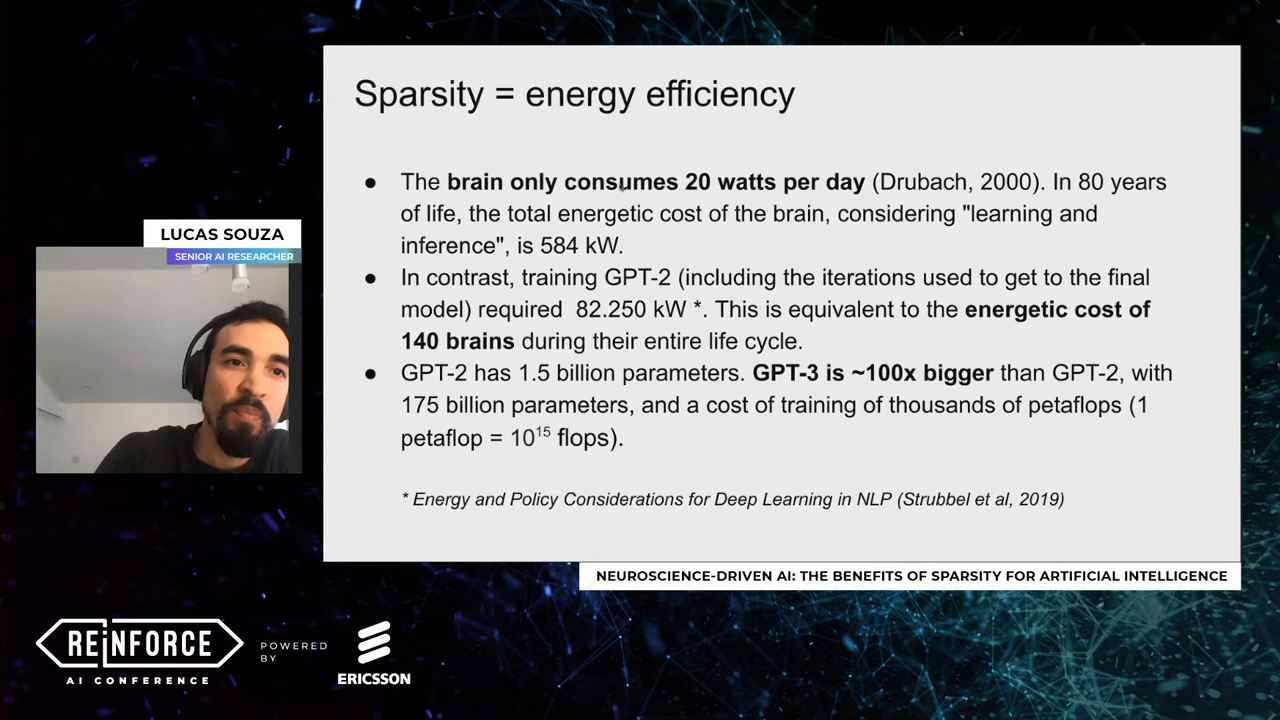 Sparsity = energy efficiency
● The brain only consumes 20 watts per day (Drubach, 2000). In 80 years
of life, the total energetic cost of the brain, considering "learning and
inference", is 584 kW.
● In contrast, training GPT-2 (including the iterations used to get to the final
model) required 82.250 kW *. This is equivalent to the energetic cost of
140 brains during their entire life cycle.
● GPT-2 has 1.5 billion parameters. GPT-3 is ~100x bigger than GPT-2, with
175 billion parameters, and a cost of training of thousands of petaflops (1
petaflop = 10¹⁵ flops).
* Energy and Policy Considerations for Deep Learning in NLP (Strubbel et al, 2019)
LUCAS SOUZA
SENIOR AI RESEARCHER
NEUROSCIENCE-DRIVEN AI: THE BENEFITS OF SPARSITY FOR ARTIFICIAL INTELLIGENCE
REiNFORCE
AI CONFERENCE
POWERED
BY
ERICSSON